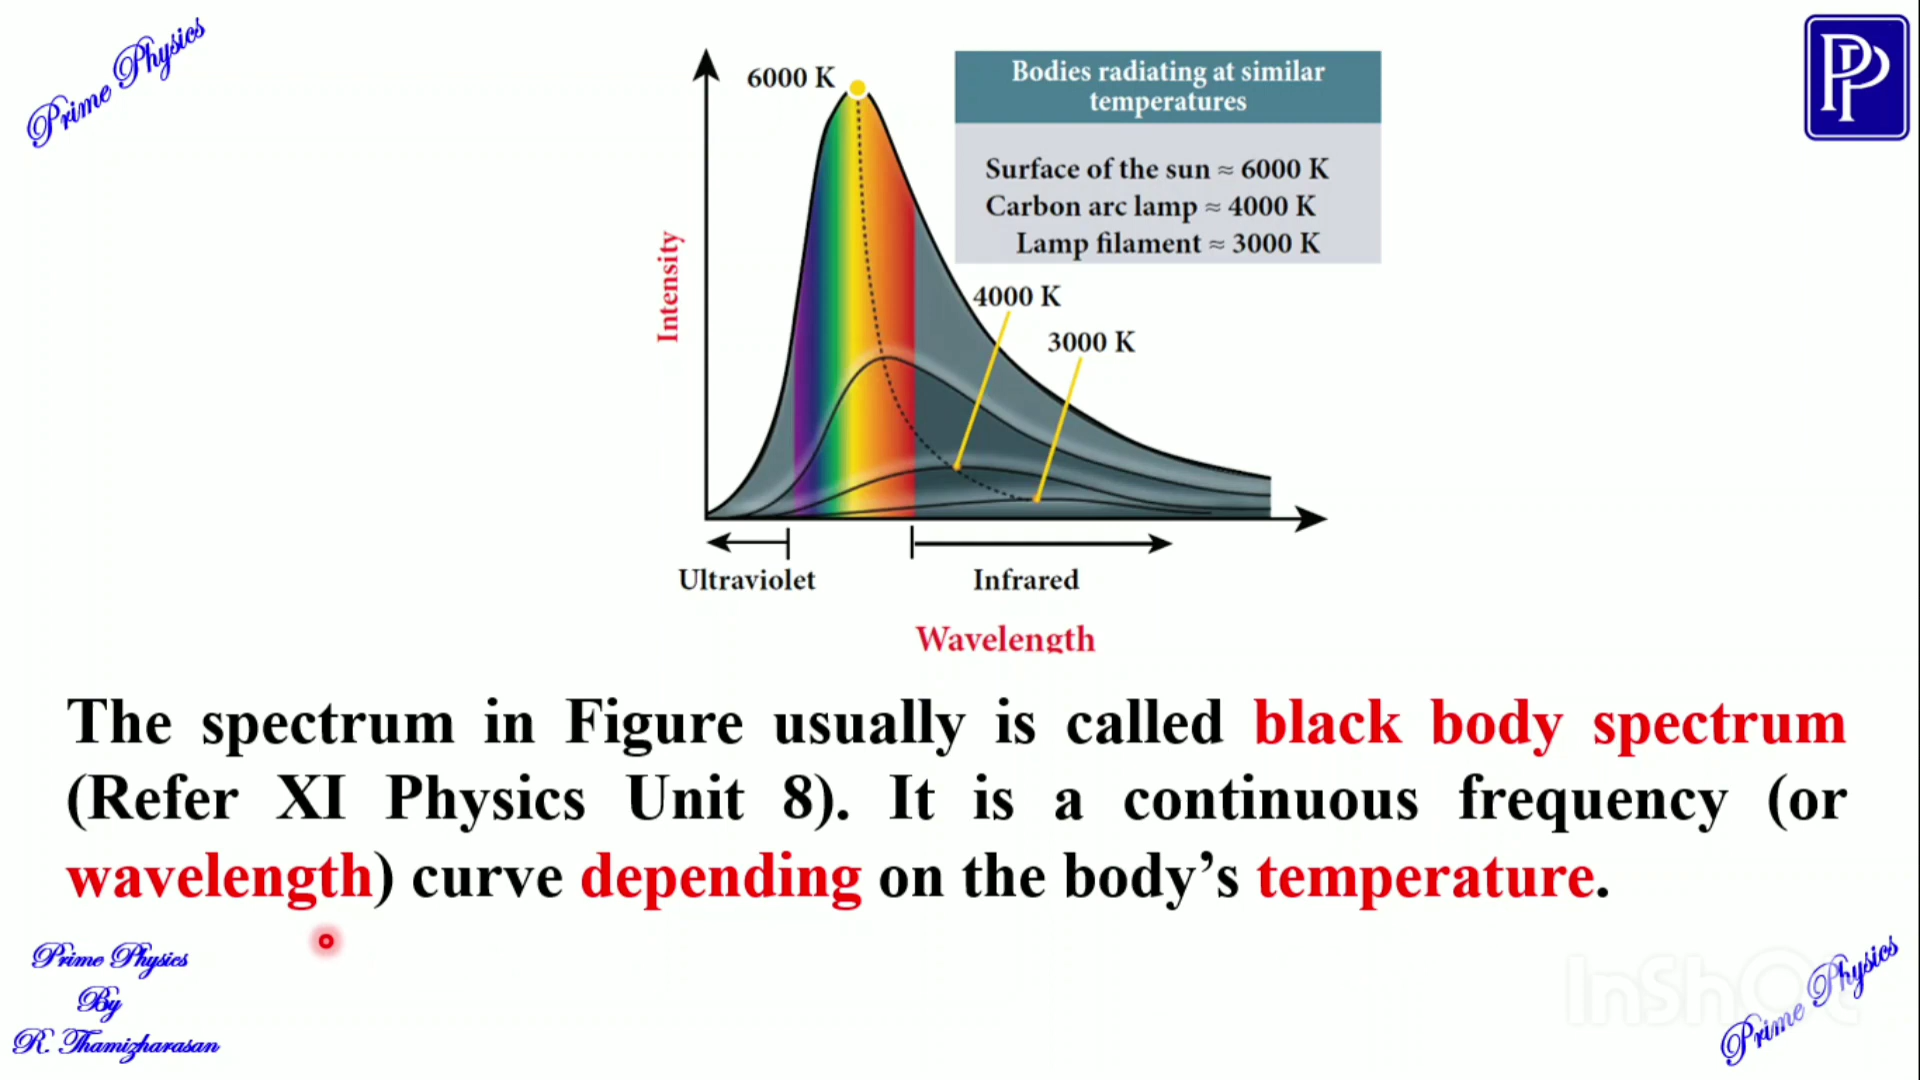 Prime Physics
PP
6000 K
Bodies radiating at similar
temperatures
Surface of the sun ≈ 6000 K
Carbon arc lamp ≈ 4000 K
Lamp filament ≈ 3000 K
Intensity
4000 K
3000 K
Ultraviolet
Infrared
Wavelength
The spectrum in Figure usually is called black body spectrum
(Refer XI Physics Unit 8). It is a continuous frequency (or
wavelength) curve depending on the body’s temperature.
Prime Physics
By
R. Thamizharasan
InShOt
Prime Physics